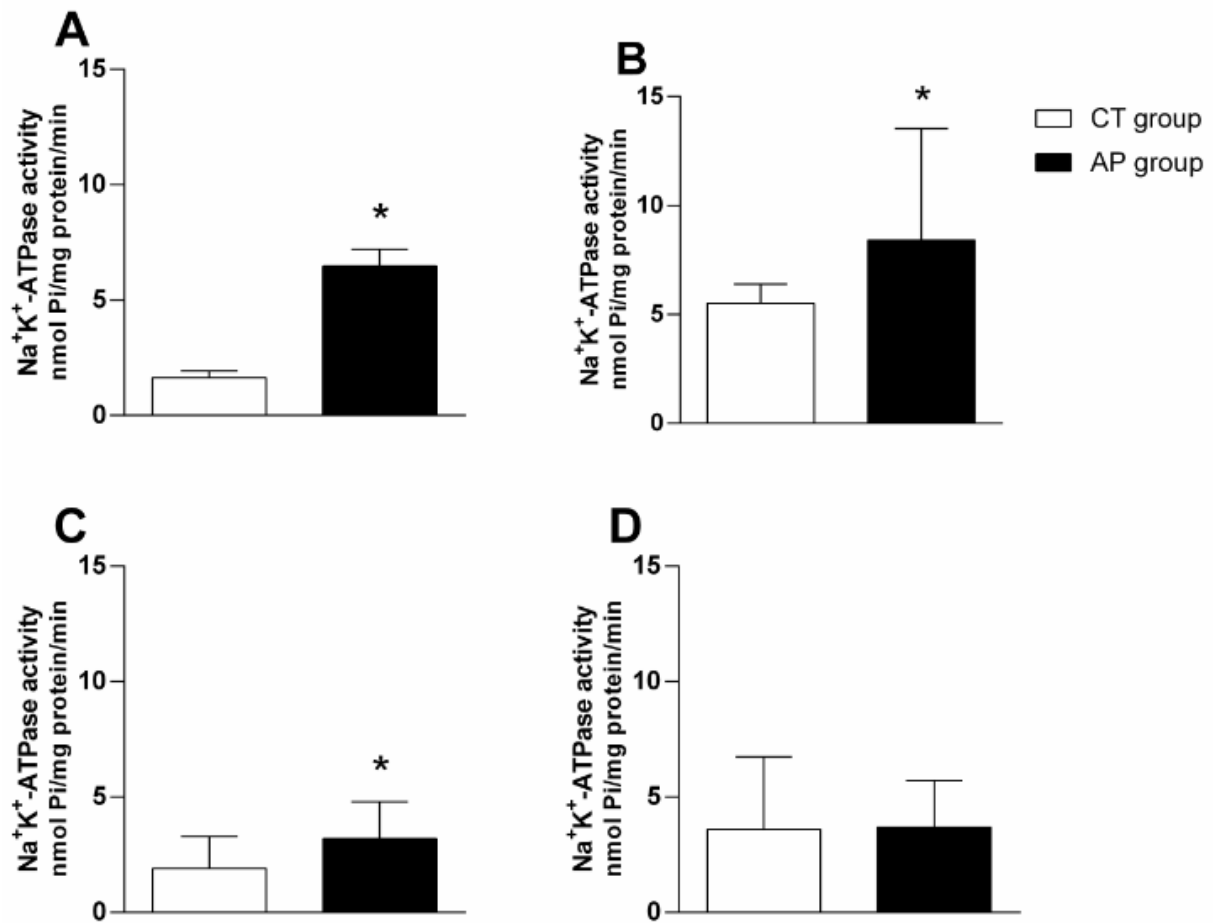 A
15
10
5
0
Na⁺K⁺-ATPase activity
nmol Pi/mg protein/min
*
B
15
10
5
0
Na⁺K⁺-ATPase activity
nmol Pi/mg protein/min
*
CT group
AP group
C
15
10
5
0
Na⁺K⁺-ATPase activity
nmol Pi/mg protein/min
*
D
15
10
5
0
Na⁺K⁺-ATPase activity
nmol Pi/mg protein/min